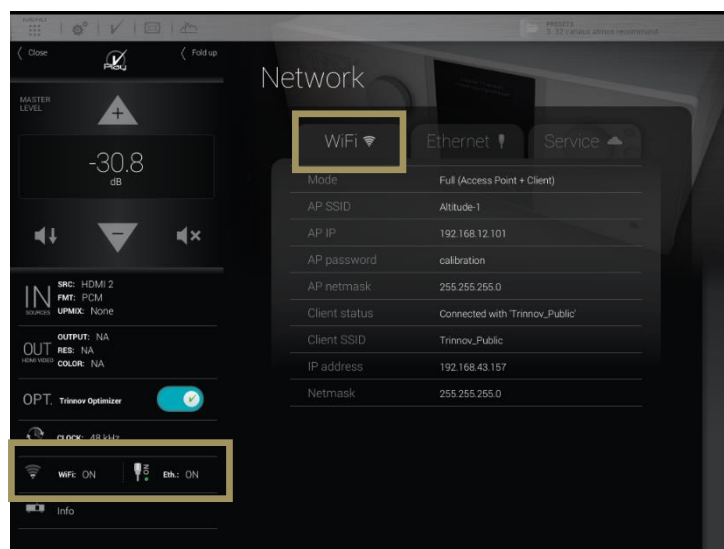 MENU
PRESETS
< Close
Play
< Fold up
Network
MASTER
LEVEL
+
-30.8
dB
WiFi
Ethernet
Service
Mode Full (Access Point + Client)
AP SSID Altitude-1
AP IP 192.168.12.101
AP password calibration
AP netmask 255.255.255.0
Client status Connected with 'Trinnov_Public'
Client SSID Trinnov_Public
IP address 192.168.43.157
Netmask 255.255.255.0
IN
SOURCES
SRC: HDMI 2
FMT: PCM
UPMIX: None
OUT
HDMI VIDEO
OUTPUT: NA
RES: NA
COLOR: NA
OPT. Trinnov Optimizer
CLOCK: 48 kHz
WiFi: ON
ON
Eth.: ON
Info